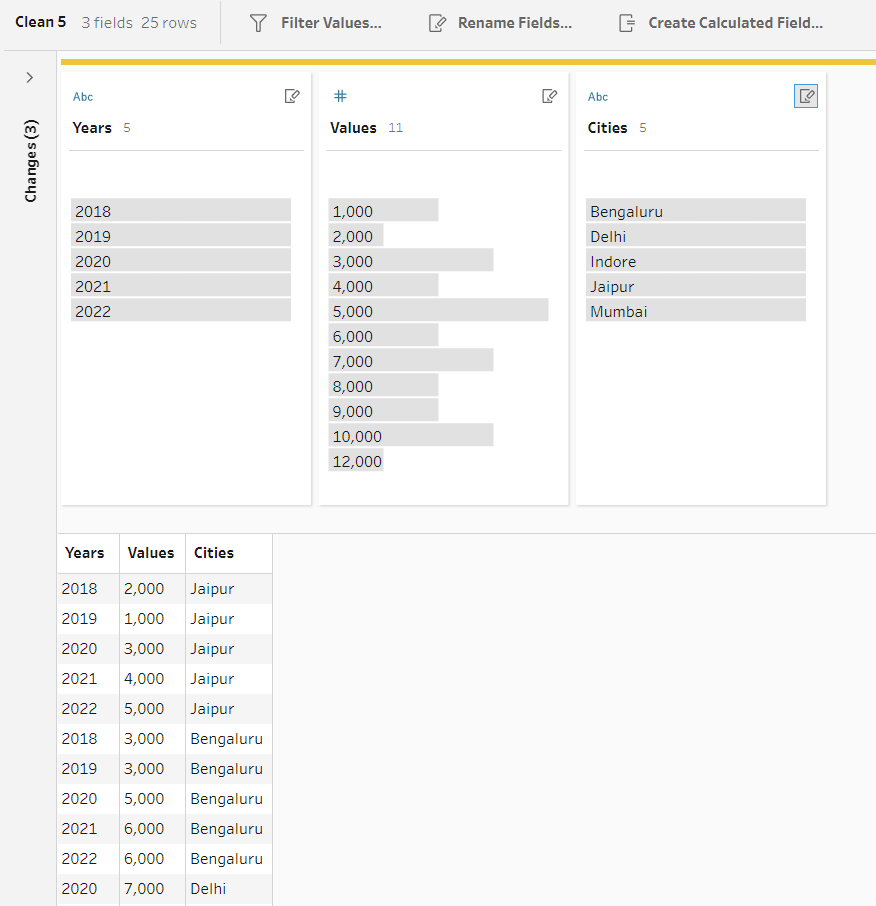 Clean 5 3 fields 25 rows Filter Values... Rename Fields... Create Calculated Field...
Changes (3)
Abc # Abc
Years 5 Values 11 Cities 5
2018 1,000 Bengaluru
2019 2,000 Delhi
2020 3,000 Indore
2021 4,000 Jaipur
2022 5,000 Mumbai
6,000
7,000
8,000
9,000
10,000
12,000
Years Values Cities
2018 2,000 Jaipur
2019 1,000 Jaipur
2020 3,000 Jaipur
2021 4,000 Jaipur
2022 5,000 Jaipur
2018 3,000 Bengaluru
2019 3,000 Bengaluru
2020 5,000 Bengaluru
2021 6,000 Bengaluru
2022 6,000 Bengaluru
2020 7,000 Delhi